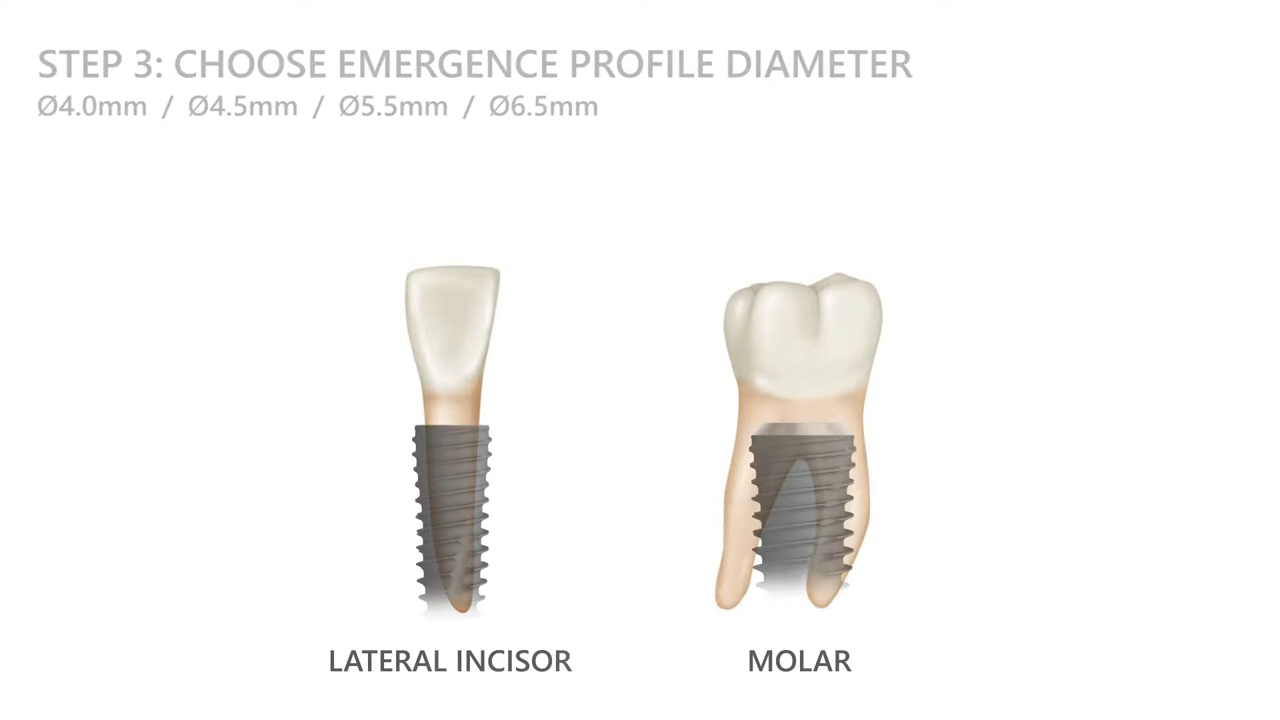 STEP 3: CHOOSE EMERGENCE PROFILE DIAMETER
Ø4.0mm / Ø4.5mm / Ø5.5mm / Ø6.5mm
LATERAL INCISOR
MOLAR